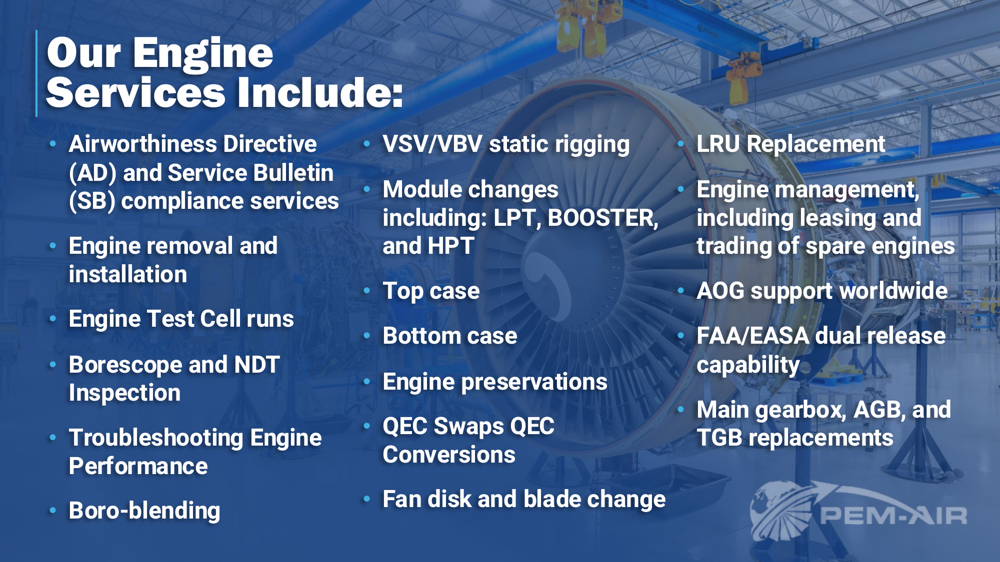 Our Engine
Services Include:
• Airworthiness Directive
(AD) and Service Bulletin
(SB) compliance services
• Engine removal and
installation
• Engine Test Cell runs
• Borescope and NDT
Inspection
• Troubleshooting Engine
Performance
• Boro-blending
• VSV/VBV static rigging
• Module changes
including: LPT, BOOSTER,
and HPT
• Top case
• Bottom case
• Engine preservations
• QEC Swaps QEC
Conversions
• Fan disk and blade change
• LRU Replacement
• Engine management,
including leasing and
trading of spare engines
• AOG support worldwide
• FAA/EASA dual release
capability
• Main gearbox, AGB, and
TGB replacements
PEM-AIR